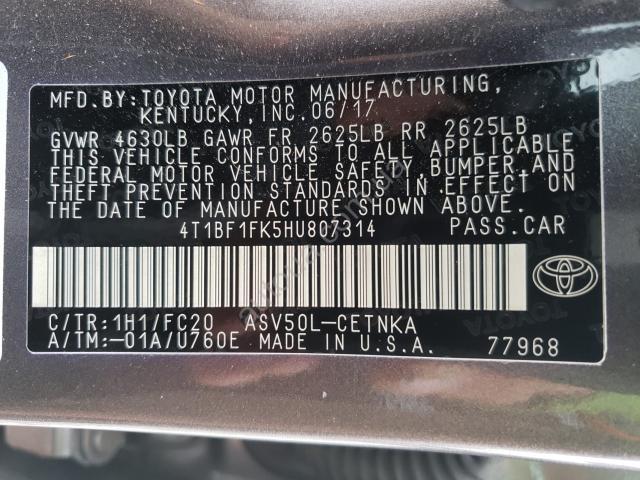 MFD.BY:TOYOTA MOTOR MANUFACTURING,
KENTUCKY,INC.06/17
GVWR 4630LB GAWR FR 2625LB RR 2625LB
THIS VEHICLE CONFORMS TO ALL APPLICABLE
FEDERAL MOTOR VEHICLE SAFETY,BUMPER,AND
THEFT PREVENTION STANDARDS IN EFFECT ON
THE DATE OF MANUFACTURE SHOWN ABOVE.
4T1BF1FK5HU807314 PASS.CAR
C/TR:1H1/FC20 ASV50L-CETNKA
A/TM:-01A/U760E MADE IN U.S.A. 77968